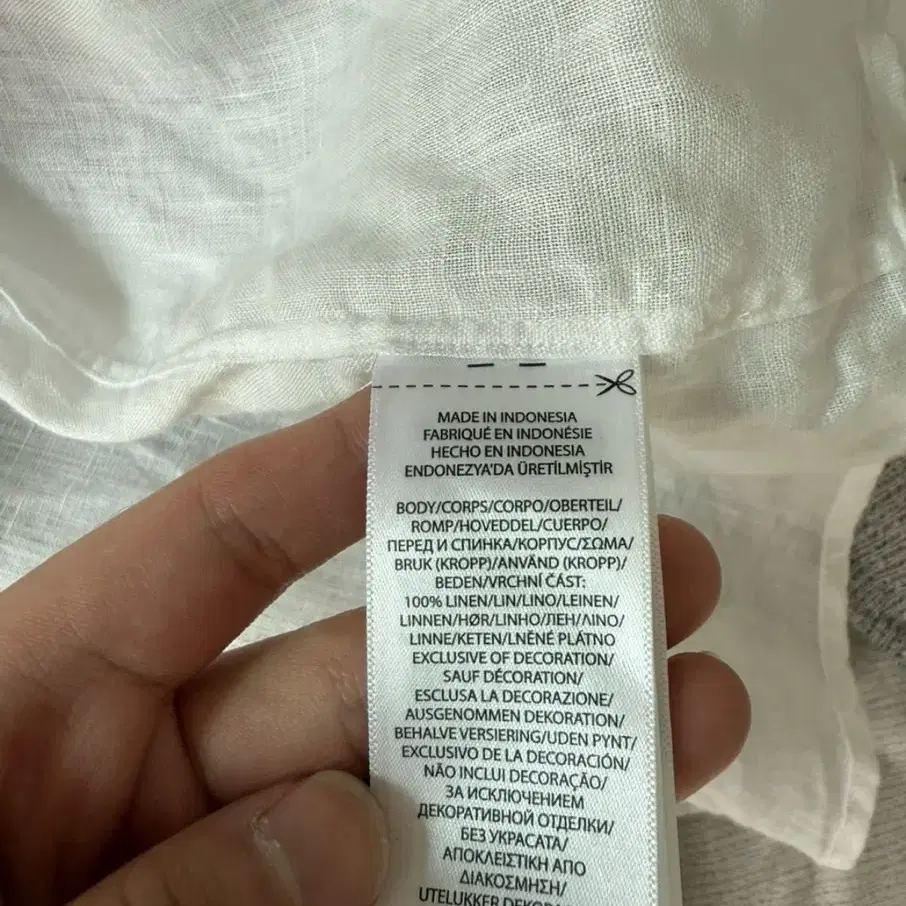 MADE IN INDONESIA
FABRIQUÉ EN INDONÉSIE
HECHO EN INDONESIA
ENDONEZYA'DA ÜRETİLMİŞTİR
BODY/CORPS/CORPO/OBERTEIL/
ROMP/HOVEDDEL/CUERPO/
ПЕРЕД И СПИНКА/КОРПУС/ΣΩΜΑ/
BRUK (KROPP)/ANVÄND (KROPP)/
BEDEN/VRCHNÍ ČÁST:
100% LINEN/LIN/LINO/LEINEN/
LINNEN/HØR/LINHO/ЛЕН/ΛΙΝΟ/
LINNE/KETEN/LNĚNÉ PLÁTNO
EXCLUSIVE OF DECORATION/
SAUF DÉCORATION/
ESCLUSA LA DECORAZIONE/
AUSGENOMMEN DEKORATION/
BEHALVE VERSIERING/UDEN PYNT/
EXCLUSIVO DE LA DECORACIÓN/
NÃO INCLUI DECORAÇÃO/
ЗА ИСКЛЮЧЕНИЕМ
ДЕКОРАТИВНОЙ ОТДЕЛКИ/
БЕЗ УКРАСАТА/
ΑΠΟΚΛΕΙΣΤΙΚΗ ΑΠΟ
ΔΙΑΚΟΣΜΗΣΗ/
UTELUKKER